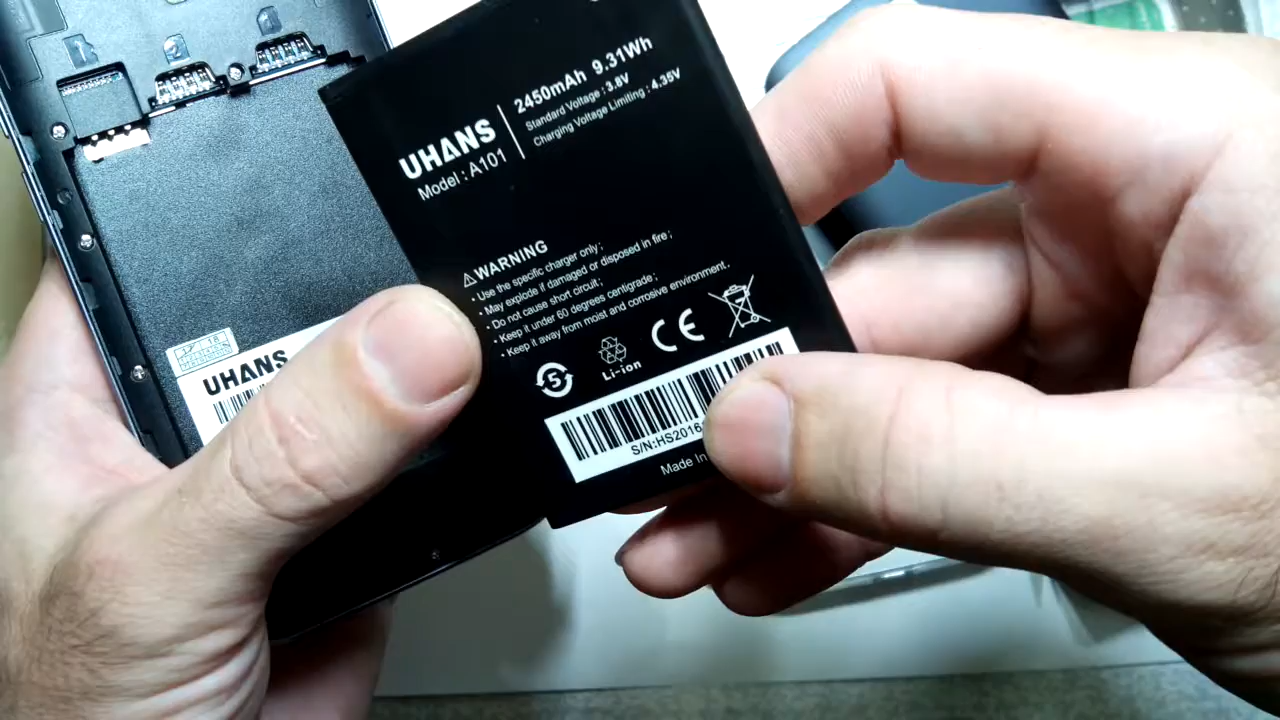 2450mAh 9.31Wh
Standard Voltage : 3.8V
Charging Voltage Limiting : 4.35V
UHANS
Model : A101
WARNING
• Use the specific charger only;
• May explode if damaged or disposed in fire;
• Do not cause short circuit;
• Keep it under 60 degrees centigrade;
• Keep it away from moist and corrosive environment.
5
Li-ion
CE
S/N:HS2016
Made In
UHANS